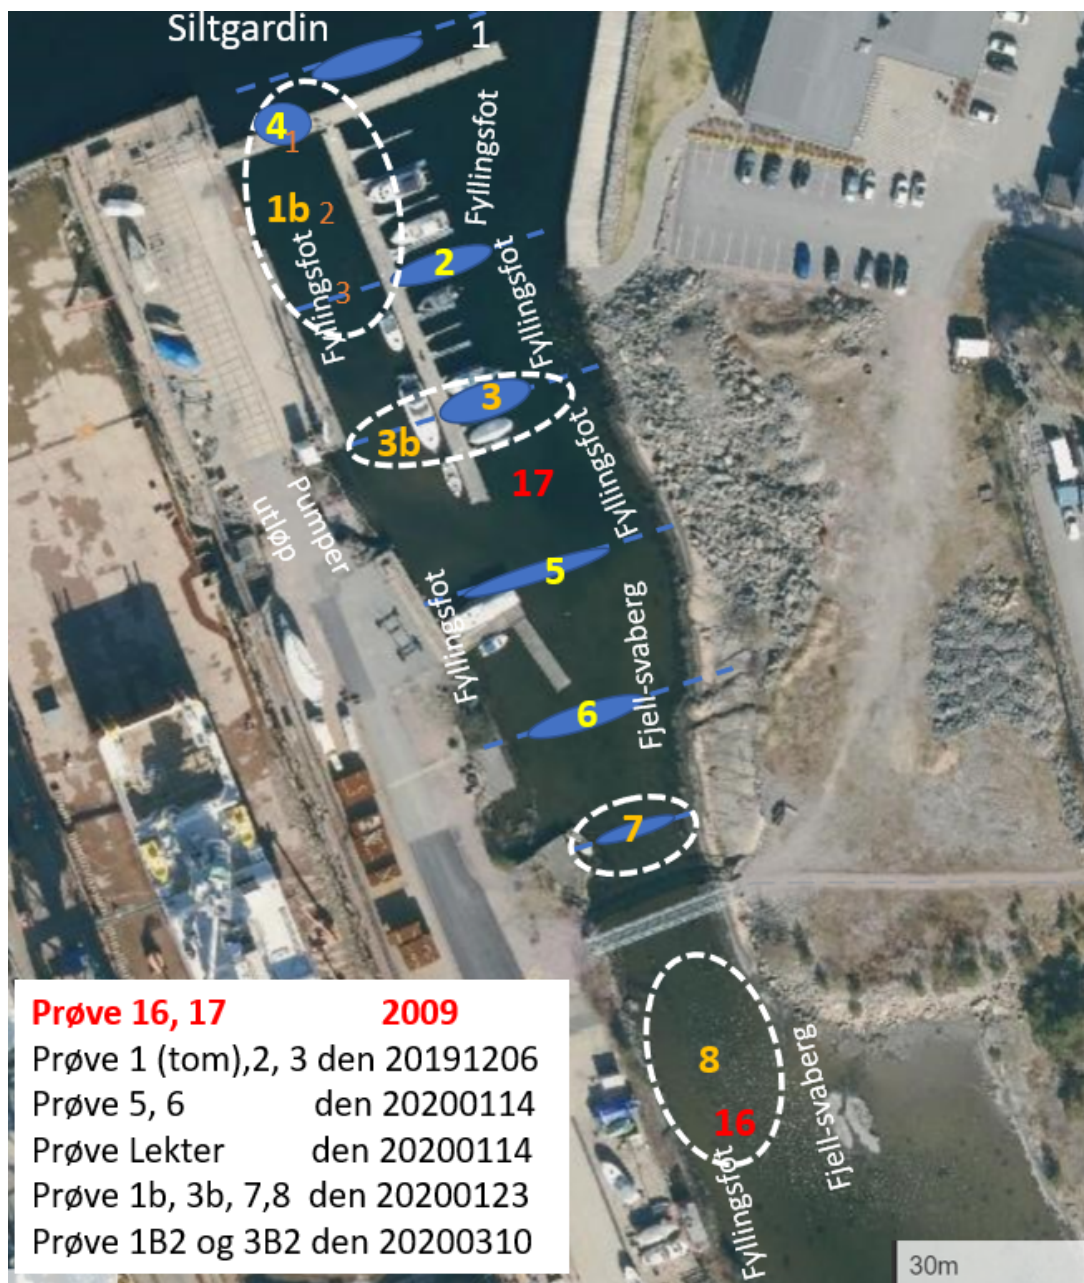 Siltgardin
1
4
1
Fyllingsfot
1b
2
Fyllingsfot
2
Fyllingsfot
3
3
3b
Fyllingsfot
17
Pumper
utløp
5
Fyllingsfot
Fjell-svaberg
6
7
8
16
Fjell-svaberg
Fyllingsfot
Prøve 16, 17 2009
Prøve 1 (tom),2, 3 den 20191206
Prøve 5, 6 den 20200114
Prøve Lekter den 20200114
Prøve 1b, 3b, 7,8 den 20200123
Prøve 1B2 og 3B2 den 20200310
30m